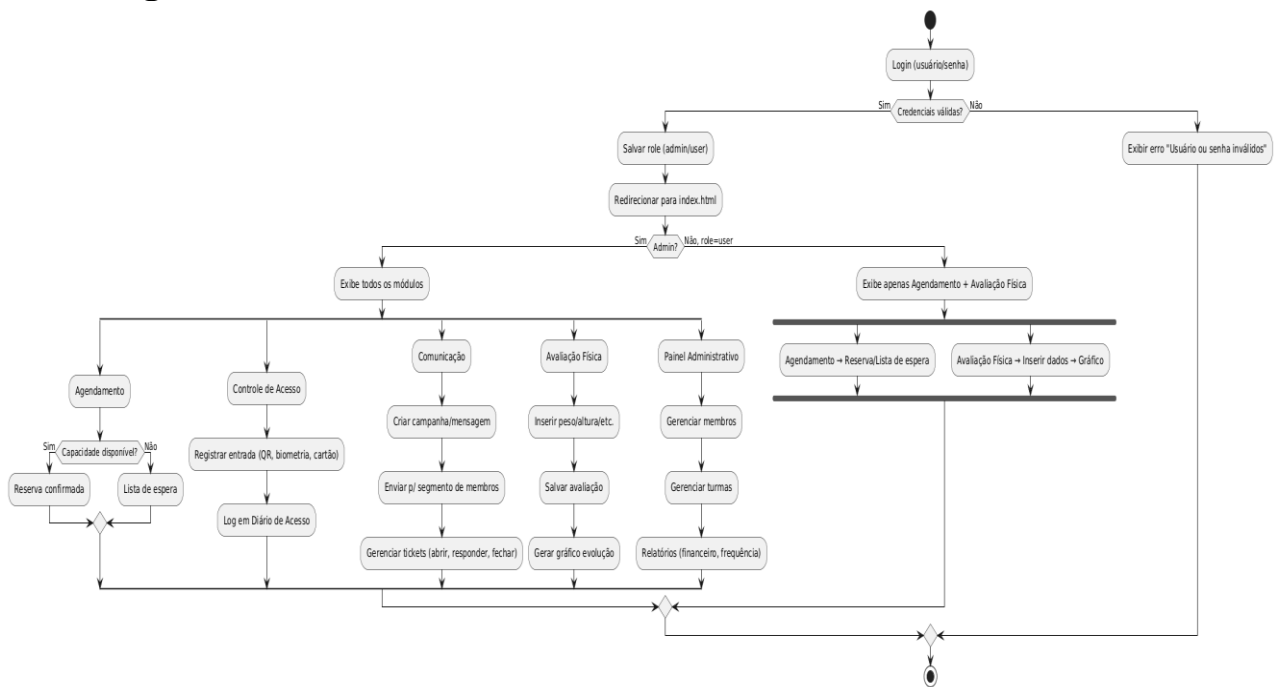 Login (usuário/senha)
Sim
Credenciais válidas?
Não
Salvar role (admin/user)
Exibir erro "Usuário ou senha inválidos"
Redirecionar para index.html
Sim
Admin?
Não, role=user
Exibe todos os módulos
Exibe apenas Agendamento + Avaliação Física
Agendamento
Sim
Capacidade disponível?
Não
Reserva confirmada
Lista de espera
Controle de Acesso
Registrar entrada (QR, biometria, cartão)
Log em Diário de Acesso
Comunicação
Criar campanha/mensagem
Enviar p/ segmento de membros
Gerenciar tickets (abrir, responder, fechar)
Avaliação Física
Inserir peso/altura/etc.
Salvar avaliação
Gerar gráfico evolução
Painel Administrativo
Gerenciar membros
Gerenciar turmas
Relatórios (financeiro, frequência)
Agendamento → Reserva/Lista de espera
Avaliação Física → Inserir dados → Gráfico